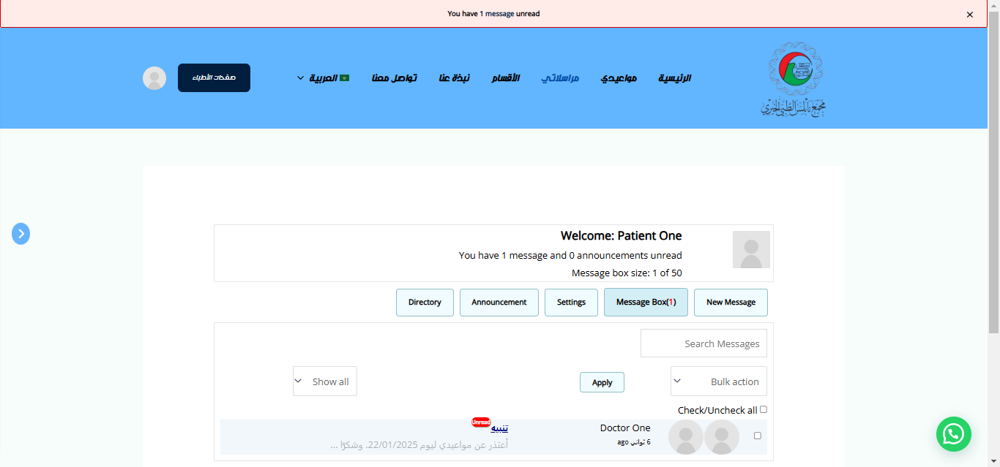 You have 1 message unread
×
الرئيسية
مواعيدي
مراسلاتي
الأقسام
نبذة عنا
تواصل معنا
العربية
صفحات الأطباء
مجمع نابلس الطبي الخيري
Welcome: Patient One
You have 1 message and 0 announcements unread
Message box size: 1 of 50
New Message
Message Box(1)
Settings
Announcement
Directory
Search Messages
Bulk action
Apply
Show all
Check/Uncheck all
Doctor One
6 ثواني ago
تنبيه
Unread
أعتذر عن مواعيدي ليوم 22/01/2025. وشكرًا ...